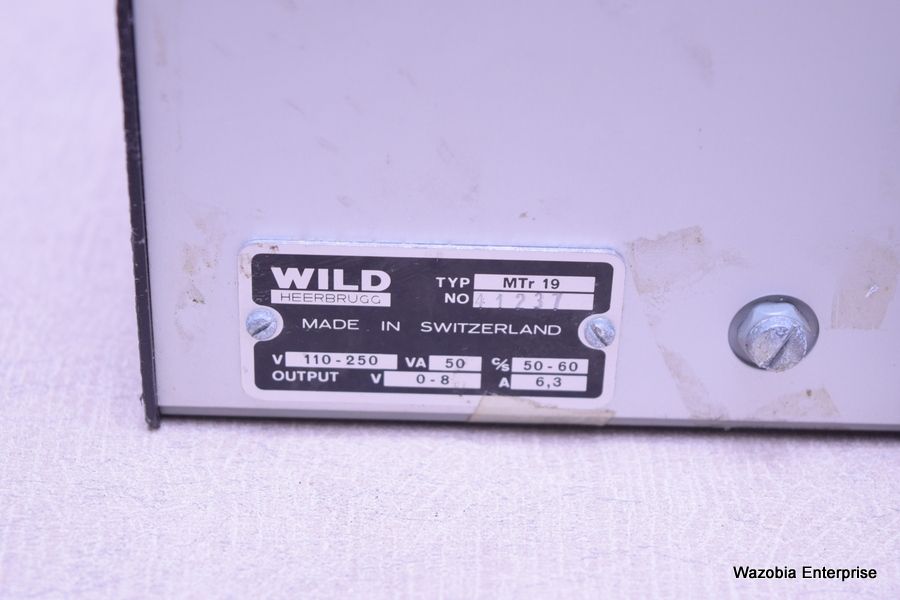 WILD
HEERBRUGG
TYP MTr 19
NO 41237
MADE IN SWITZERLAND
V 110-250 VA 50 c/s 50-60
OUTPUT V 0-8 A 6,3
Wazobia Enterprise